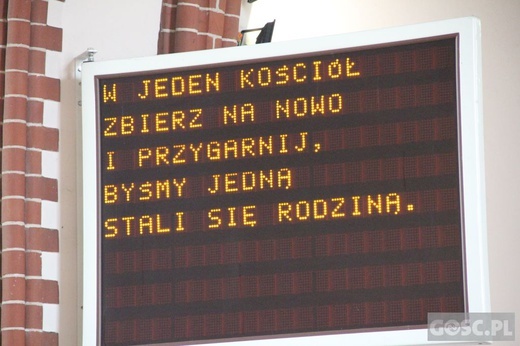 W JEDEN KOŚCIÓŁ
ZBIERZ NA NOWO
I PRZYGARNIJ,
BYŚMY JEDNĄ
STALI SIĘ RODZINĄ.
GOSC.PL